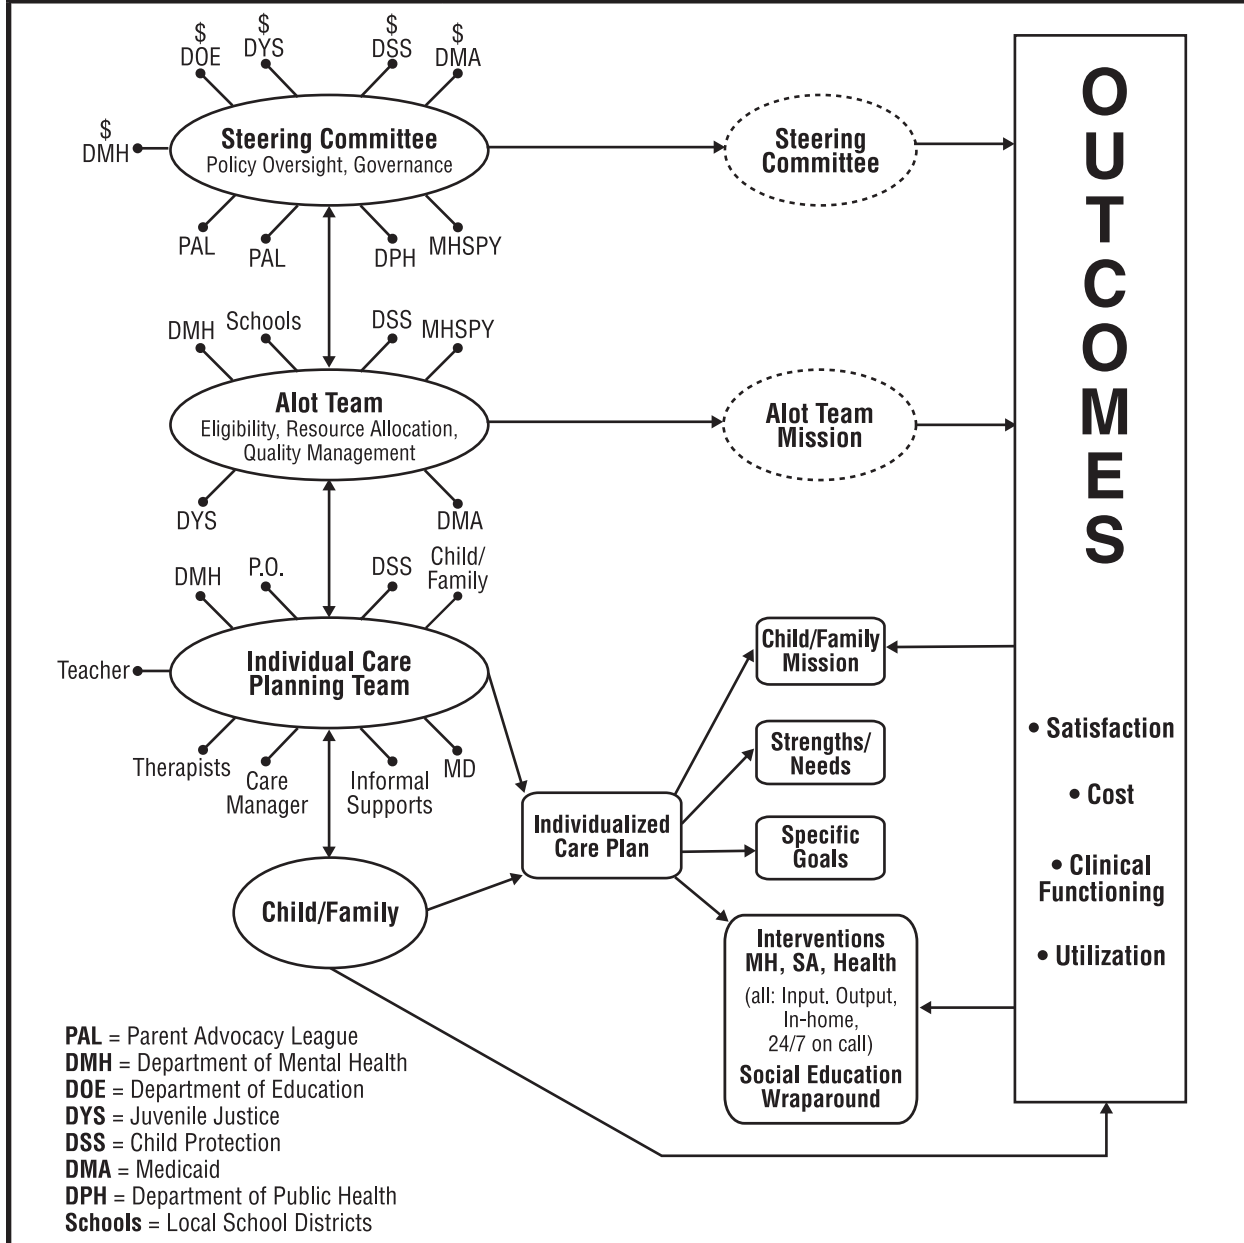 $
DOE
$
DYS
$
DSS
$
DMA
$
DMH
Steering Committee
Policy Oversight, Governance
PAL
PAL
DPH
MHSPY
Steering
Committee
DMH
Schools
DSS
MHSPY
Alot Team
Eligibility, Resource Allocation,
Quality Management
DYS
DMA
Alot Team
Mission
DMH
P.O.
DSS
Child/
Family
Teacher
Individual Care
Planning Team
Therapists
Care
Manager
Informal
Supports
MD
Child/Family
Individualized
Care Plan
Child/Family
Mission
Strengths/
Needs
Specific
Goals
Interventions
MH, SA, Health
(all: Input. Output,
In-home,
24/7 on call)
Social Education
Wraparound
OUTCOMES
• Satisfaction
• Cost
• Clinical
Functioning
• Utilization
PAL = Parent Advocacy League
DMH = Department of Mental Health
DOE = Department of Education
DYS = Juvenile Justice
DSS = Child Protection
DMA = Medicaid
DPH = Department of Public Health
Schools = Local School Districts